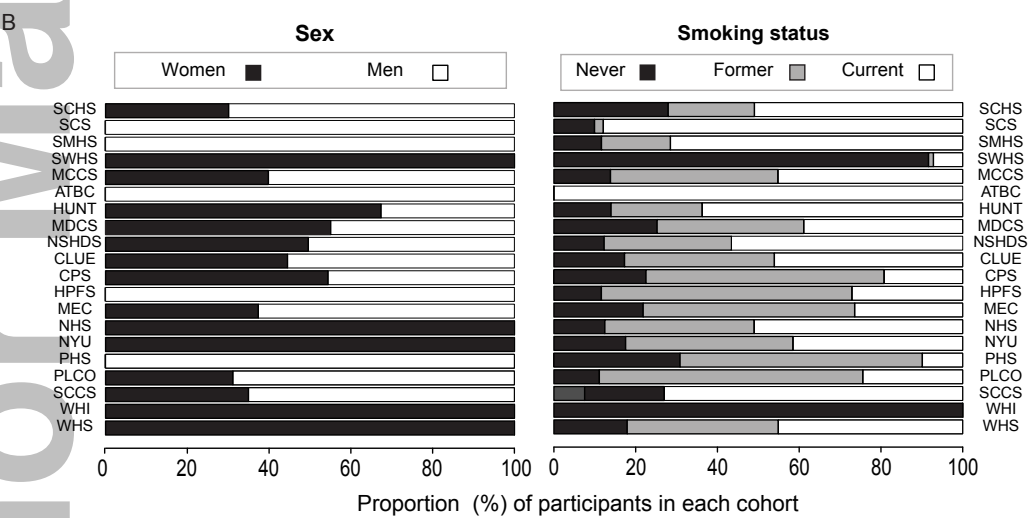 B
Sex
Smoking status
Women Men
Never Former Current
SCHS SCHS
SCS SCS
SMHS SMHS
SWHS SWHS
MCCS MCCS
ATBC ATBC
HUNT HUNT
MDCS MDCS
NSHDS NSHDS
CLUE CLUE
CPS CPS
HPFS HPFS
MEC MEC
NHS NHS
NYU NYU
PHS PHS
PLCO PLCO
SCCS SCCS
WHI WHI
WHS WHS
0 20 40 60 80 100 0 20 40 60 80 100
Proportion (%) of participants in each cohort